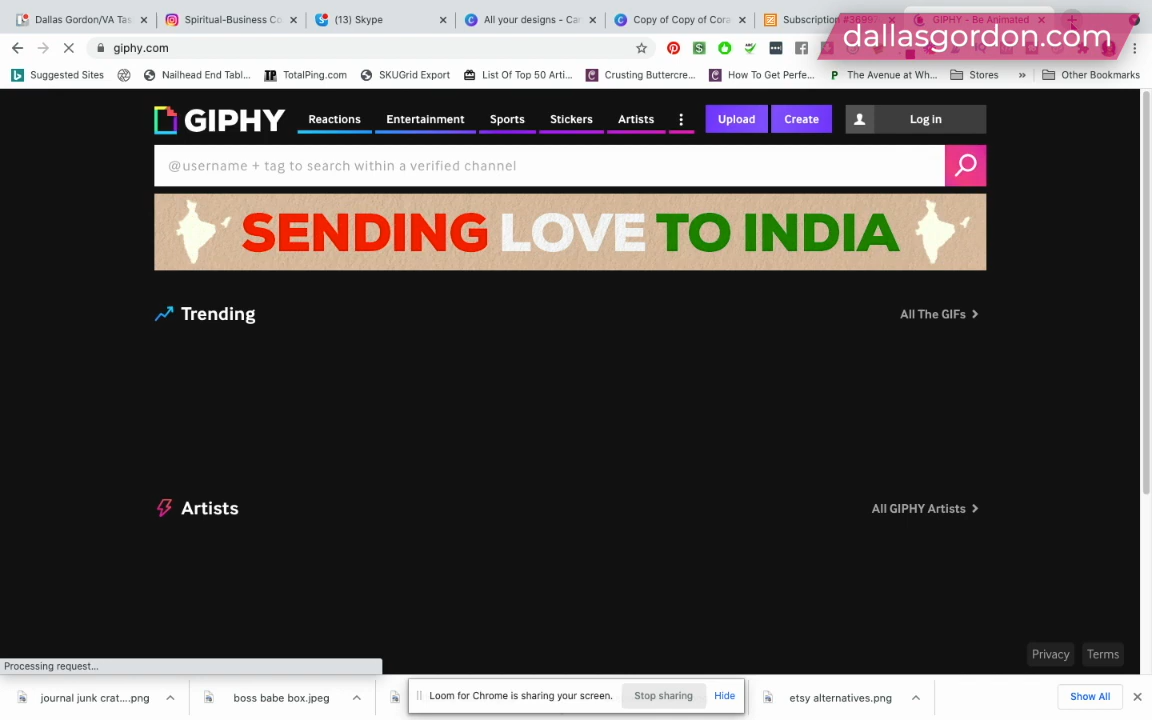 Dallas Gordon/VA Tas
Spiritual-Business Co
(13) Skype
All your designs - Can
Copy of Copy of Cora
Subscription #36997
GIPHY - Be Animated
dallasgordon.com
giphy.com
Suggested Sites
Nailhead End Tabl...
TotalPing.com
SKUGrid Export
List Of Top 50 Arti...
Crusting Buttercre...
How To Get Perfe...
The Avenue at Wh...
Stores
»
Other Bookmarks
GIPHY
Reactions
Entertainment
Sports
Stickers
Artists
Upload
Create
Log in
@username + tag to search within a verified channel
SENDING LOVE TO INDIA
Trending
All The GIFs
Artists
All GIPHY Artists
Privacy
Terms
Processing request...
journal junk crat....png
boss babe box.jpeg
Loom for Chrome is sharing your screen.
Stop sharing
Hide
etsy alternatives.png
Show All